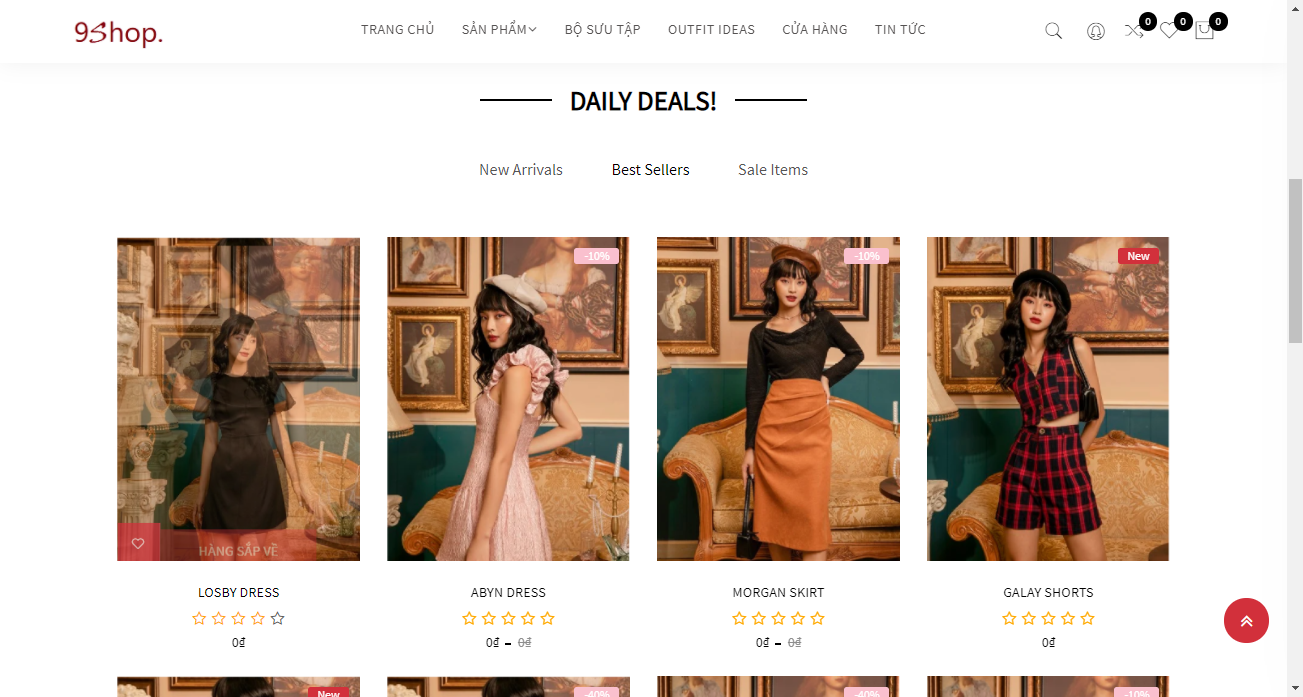 9Shop.
TRANG CHỦ SẢN PHẨM BỘ SƯU TẬP OUTFIT IDEAS CỬA HÀNG TIN TỨC
0 0 0
DAILY DEALS!
New Arrivals Best Sellers Sale Items
-10% -10% New
HÀNG SẮP VỀ
LOSBY DRESS ABYN DRESS MORGAN SKIRT GALAY SHORTS
0₫ 0₫ – 0₫ 0₫ – 0₫ 0₫
New -40% -40% -10%